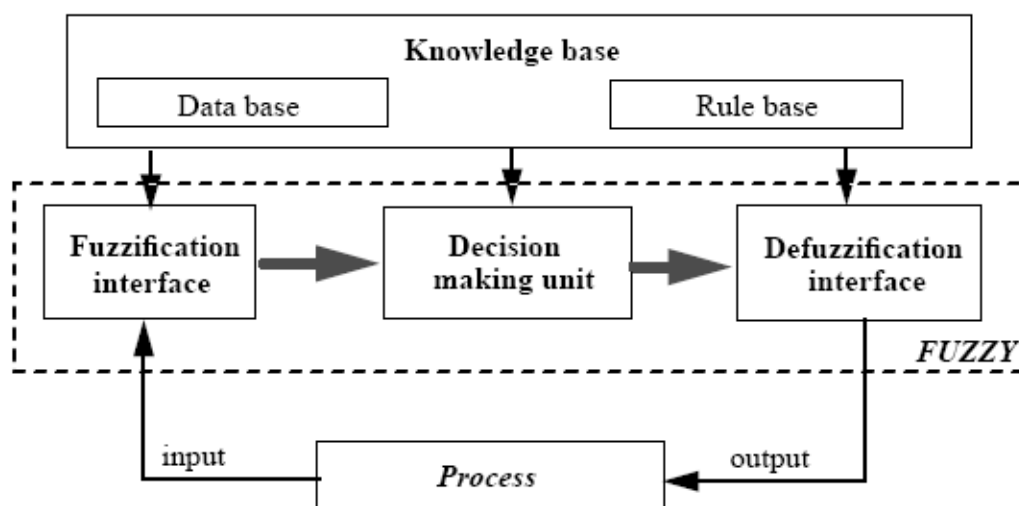 Knowledge base
Data base
Rule base
Fuzzification
interface
Decision
making unit
Defuzzification
interface
FUZZY
input
Process
output